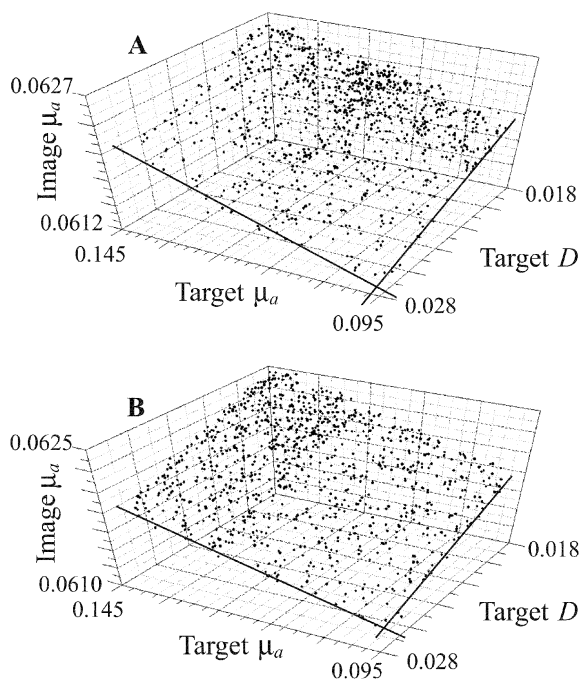 A
0.0627
Image μa
0.0612
0.145
Target μa
0.095
0.028
Target D
0.018
B
0.0625
Image μa
0.0610
0.145
Target μa
0.095
0.028
Target D
0.018